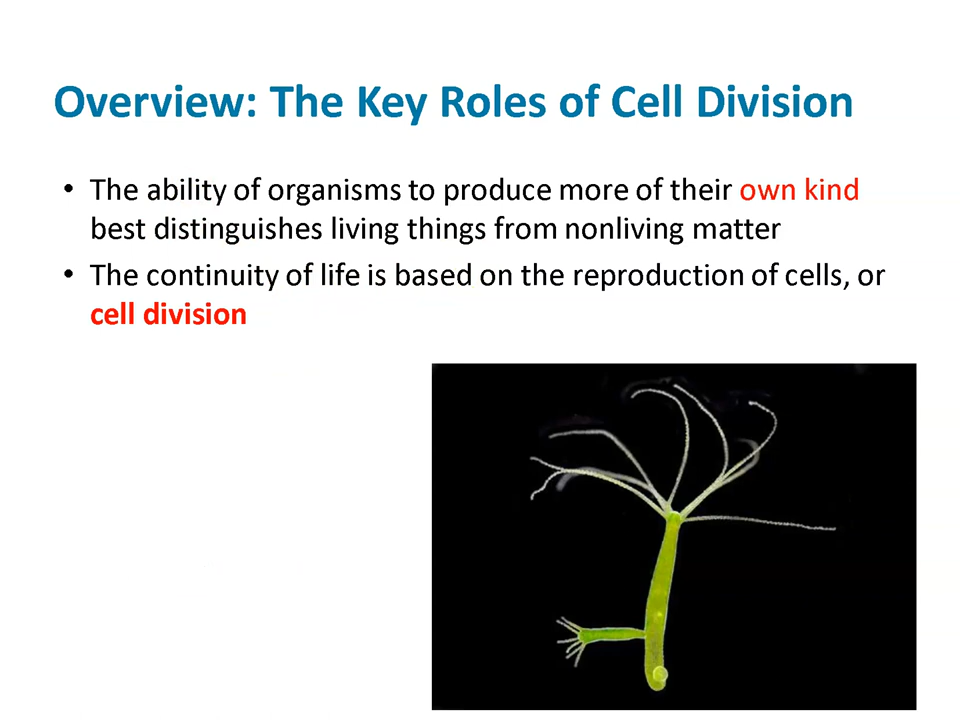 Overview: The Key Roles of Cell Division
• The ability of organisms to produce more of their own kind
best distinguishes living things from nonliving matter
• The continuity of life is based on the reproduction of cells, or
cell division